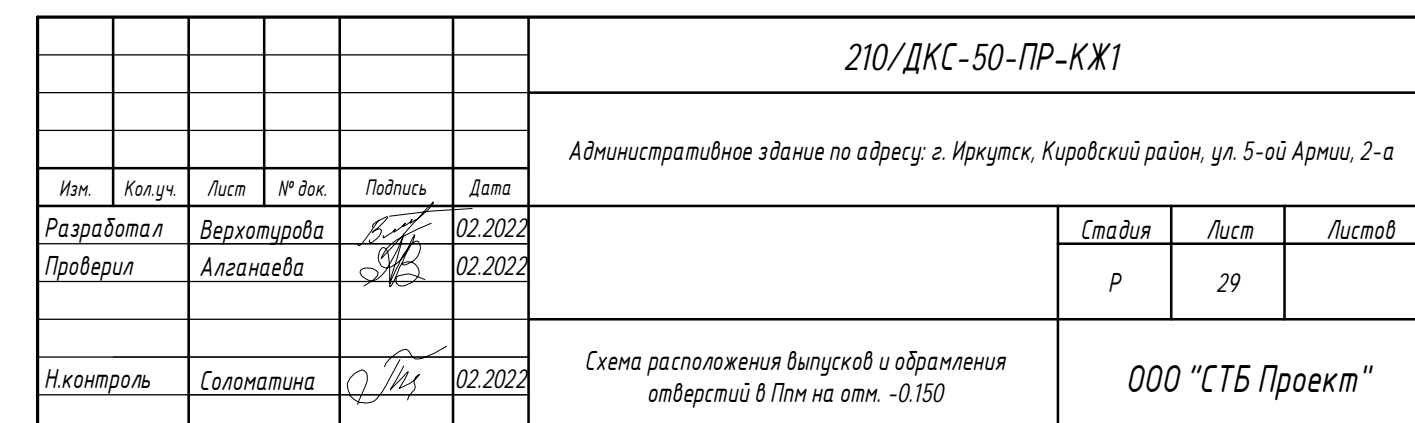 210/ДКС-50-ПР-КЖ1
Административное здание по адресу: г. Иркутск, Кировский район, ул. 5-ой Армии, 2-а
Изм. Кол.уч. Лист № док. Подпись Дата
Разработал Верхотурова 02.2022
Стадия Лист Листов
Проверил Алганаева 02.2022
Р 29
Н.контроль Соломатина 02.2022
Схема расположения выпусков и обрамления
отверстий в Ппм на отм. -0.150
ООО "СТБ Проект"